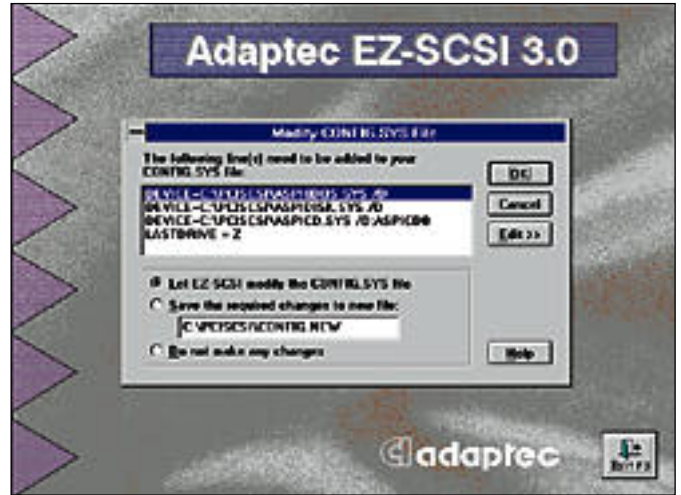 Adaptec EZ-SCSI 3.0
Modify CONFIG.SYS File
The following line(s) need to be added to your
CONFIG.SYS file:
DEVICE=C:\PCISCSI\ /D
DEVICE=C:\PCISCSI\ASPIDISK.SYS /D
DEVICE=C:\PCISCSI\ASPICD.SYS /D:ASPICD0
LASTDRIVE = Z
OK
Cancel
Edit >>
Let EZ-SCSI modify the CONFIG.SYS file
Save the required changes to new file:
C:\PCISCSI\CONFIG.NEW
Do not make any changes
Help
adaptec